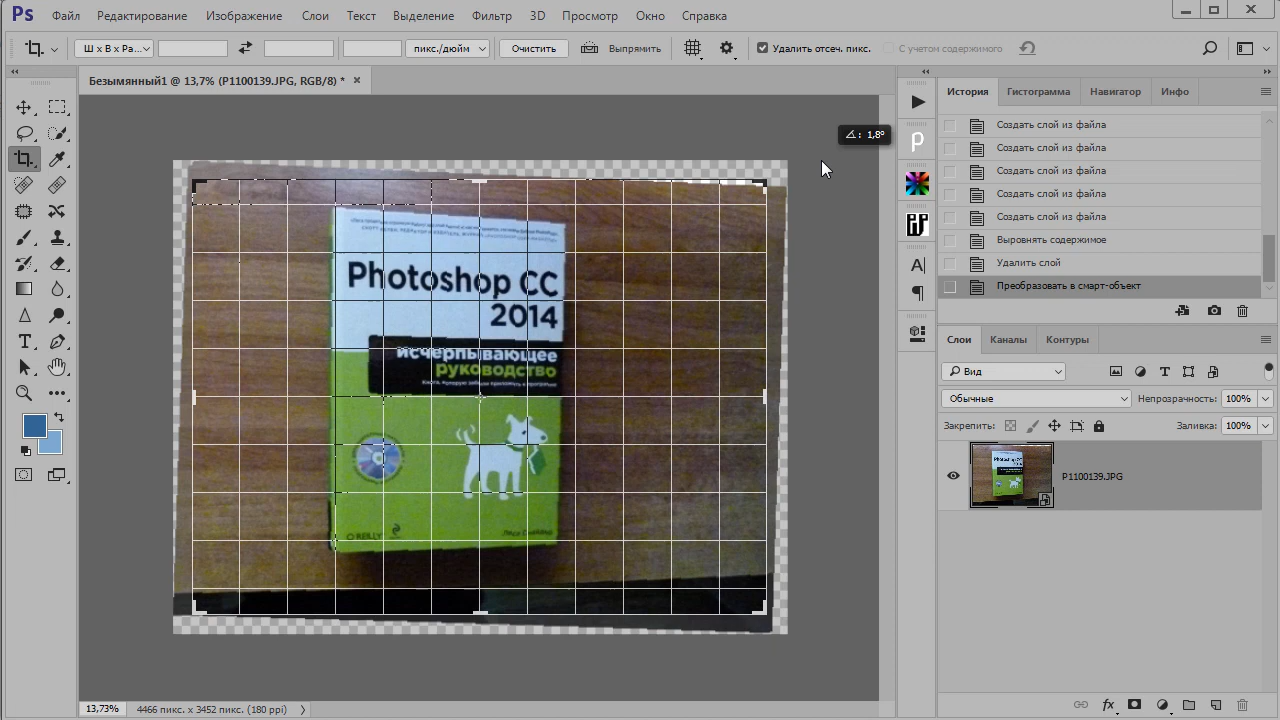 Ps Файл Редактирование Изображение Слои Текст Выделение Фильтр 3D Просмотр Окно Справка
Ш x В x Ра... пикс./дюйм Очистить Выпрямить Удалить отсеч. пикс. С учетом содержимого
Безымянный1 @ 13,7% (P1100139.JPG, RGB/8) *
История Гистограмма Навигатор Инфо
Создать слой из файла
Создать слой из файла
Создать слой из файла
Создать слой из файла
Создать слой из файла
Выровнять содержимое
Удалить слой
Преобразовать в смарт-объект
1,8°
Photoshop CC
2014
исчерпывающее
руководство
O'REILLY
Слои Каналы Контуры
Вид
Обычные Непрозрачность: 100%
Закрепить: Заливка: 100%
P1100139.JPG
fx
13,73% 4466 пикс. x 3452 пикс. (180 ppi)